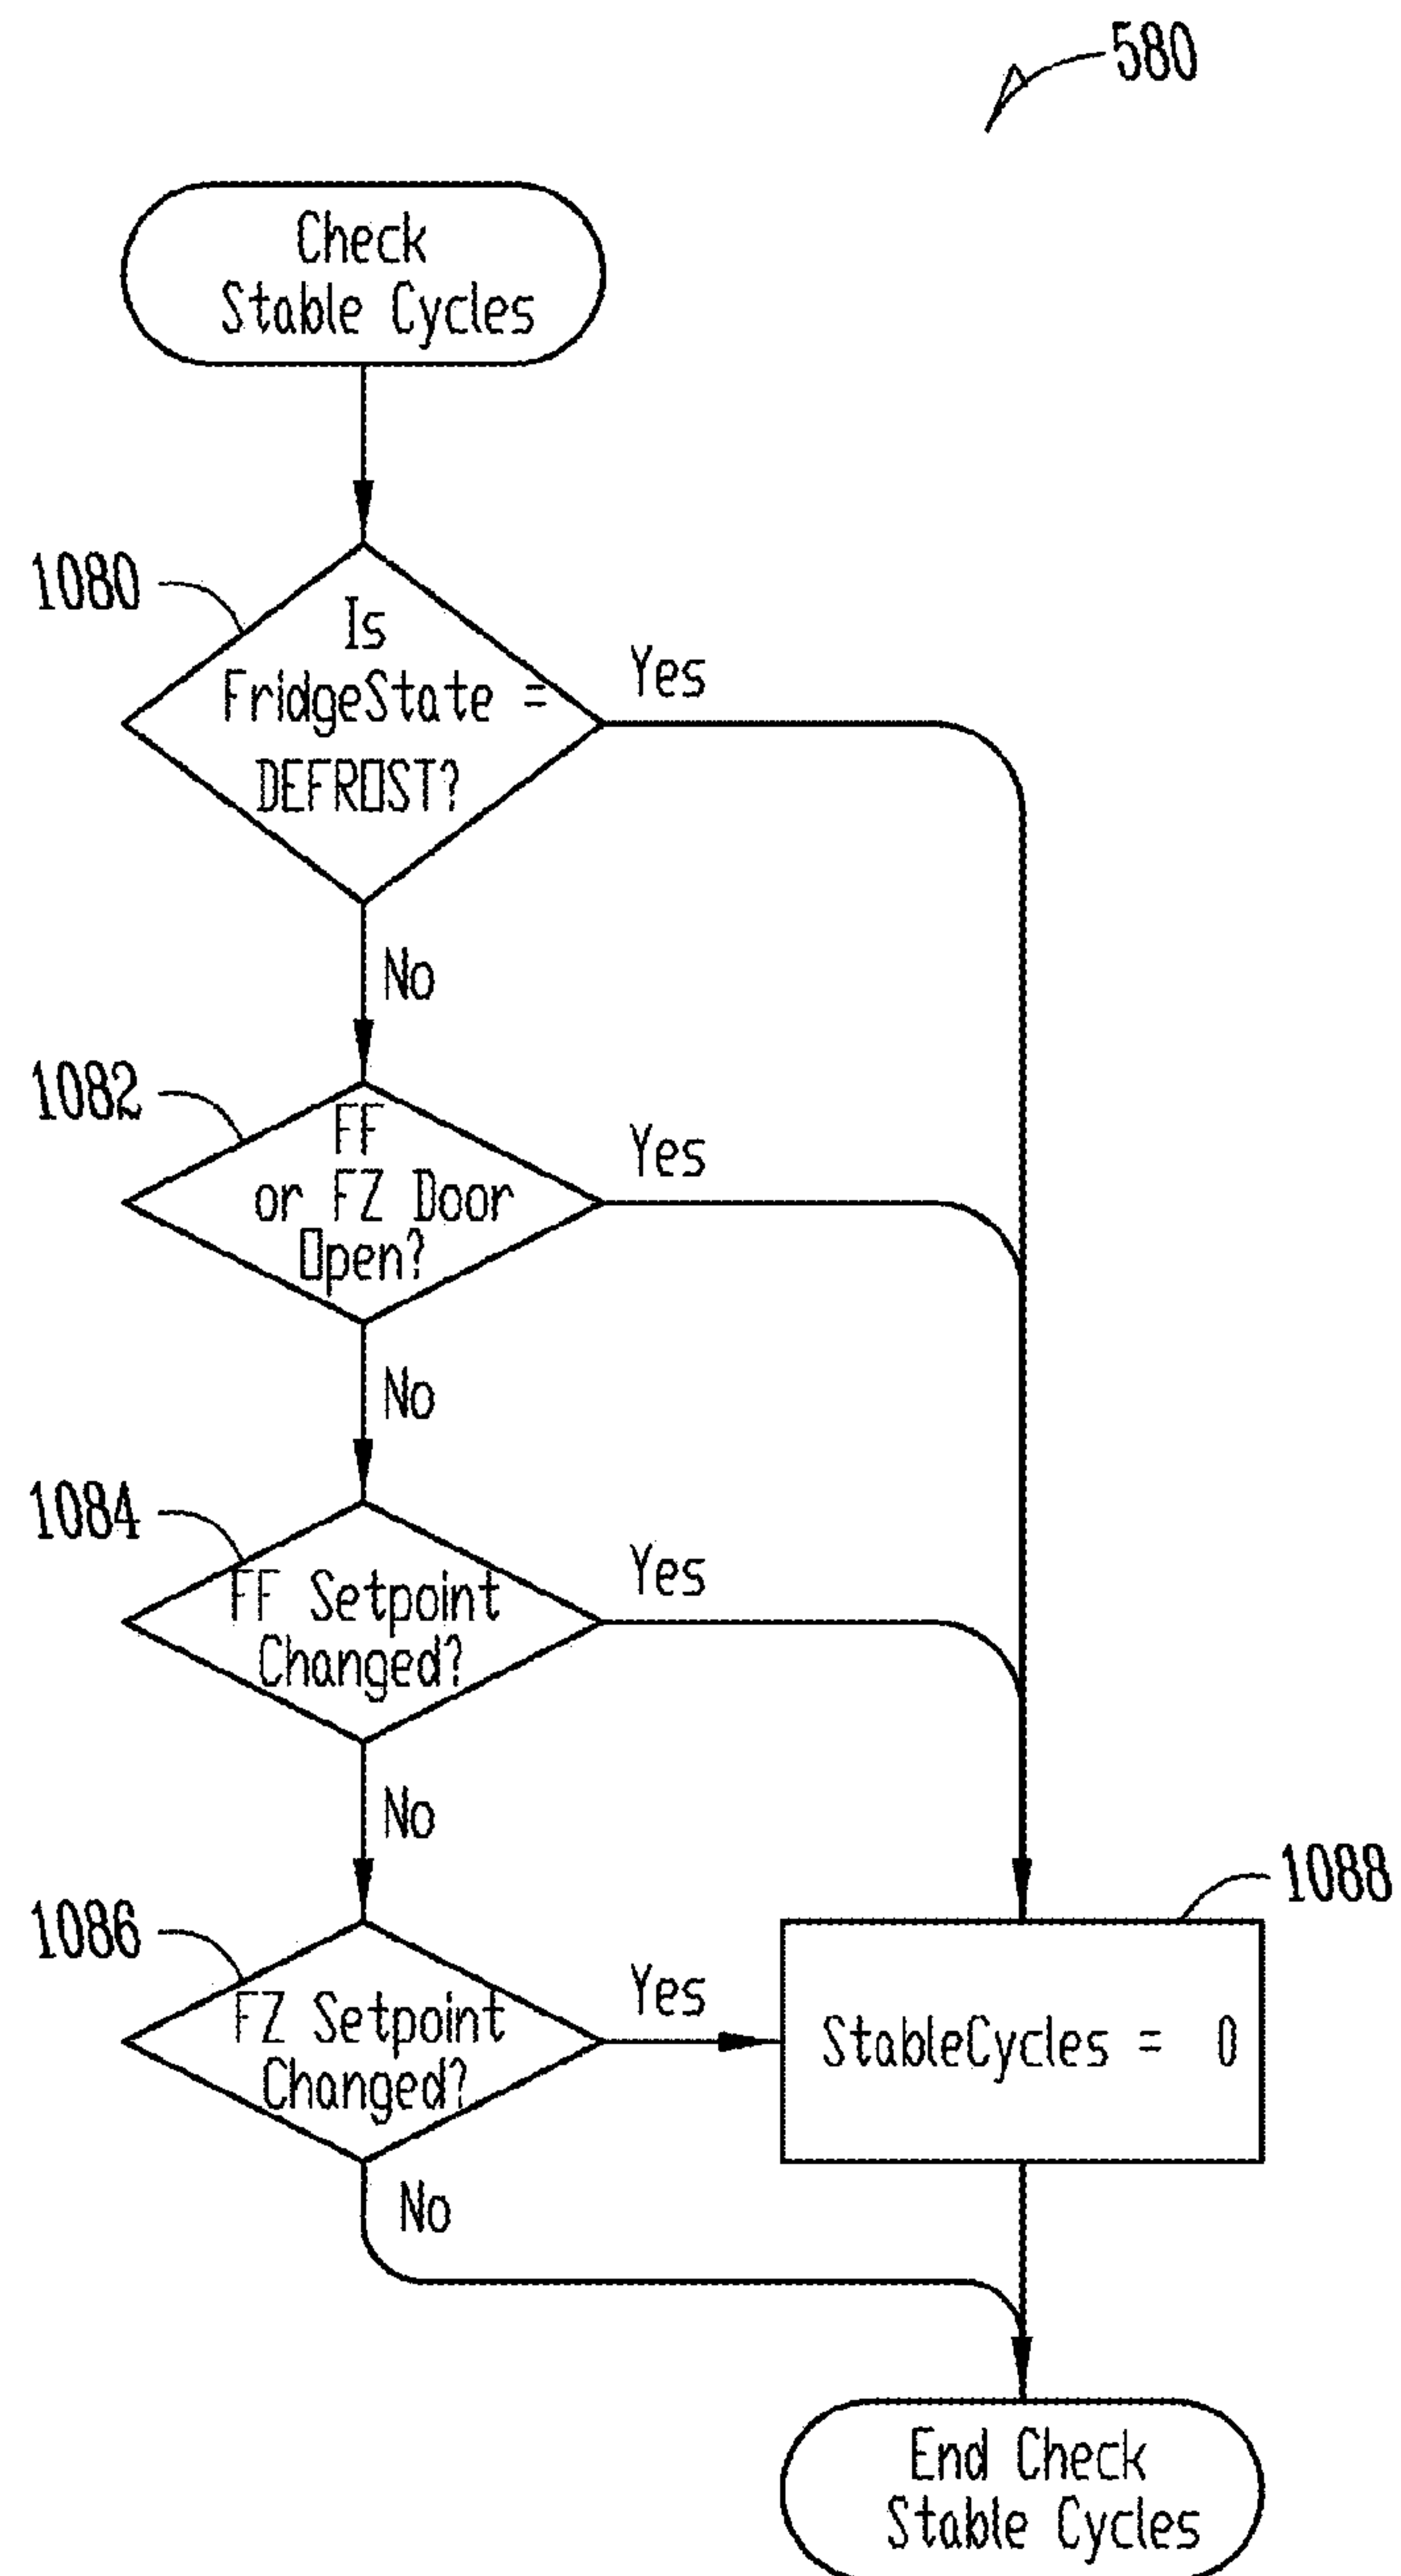 580
Check
Stable Cycles
1080
Is
FridgeState =
DEFROST?
Yes
No
1082
FF
or FZ Door
Open?
Yes
No
1084
FF Setpoint
Changed?
Yes
No
1086
FZ Setpoint
Changed?
Yes
1088
StableCycles = 0
No
End Check
Stable Cycles